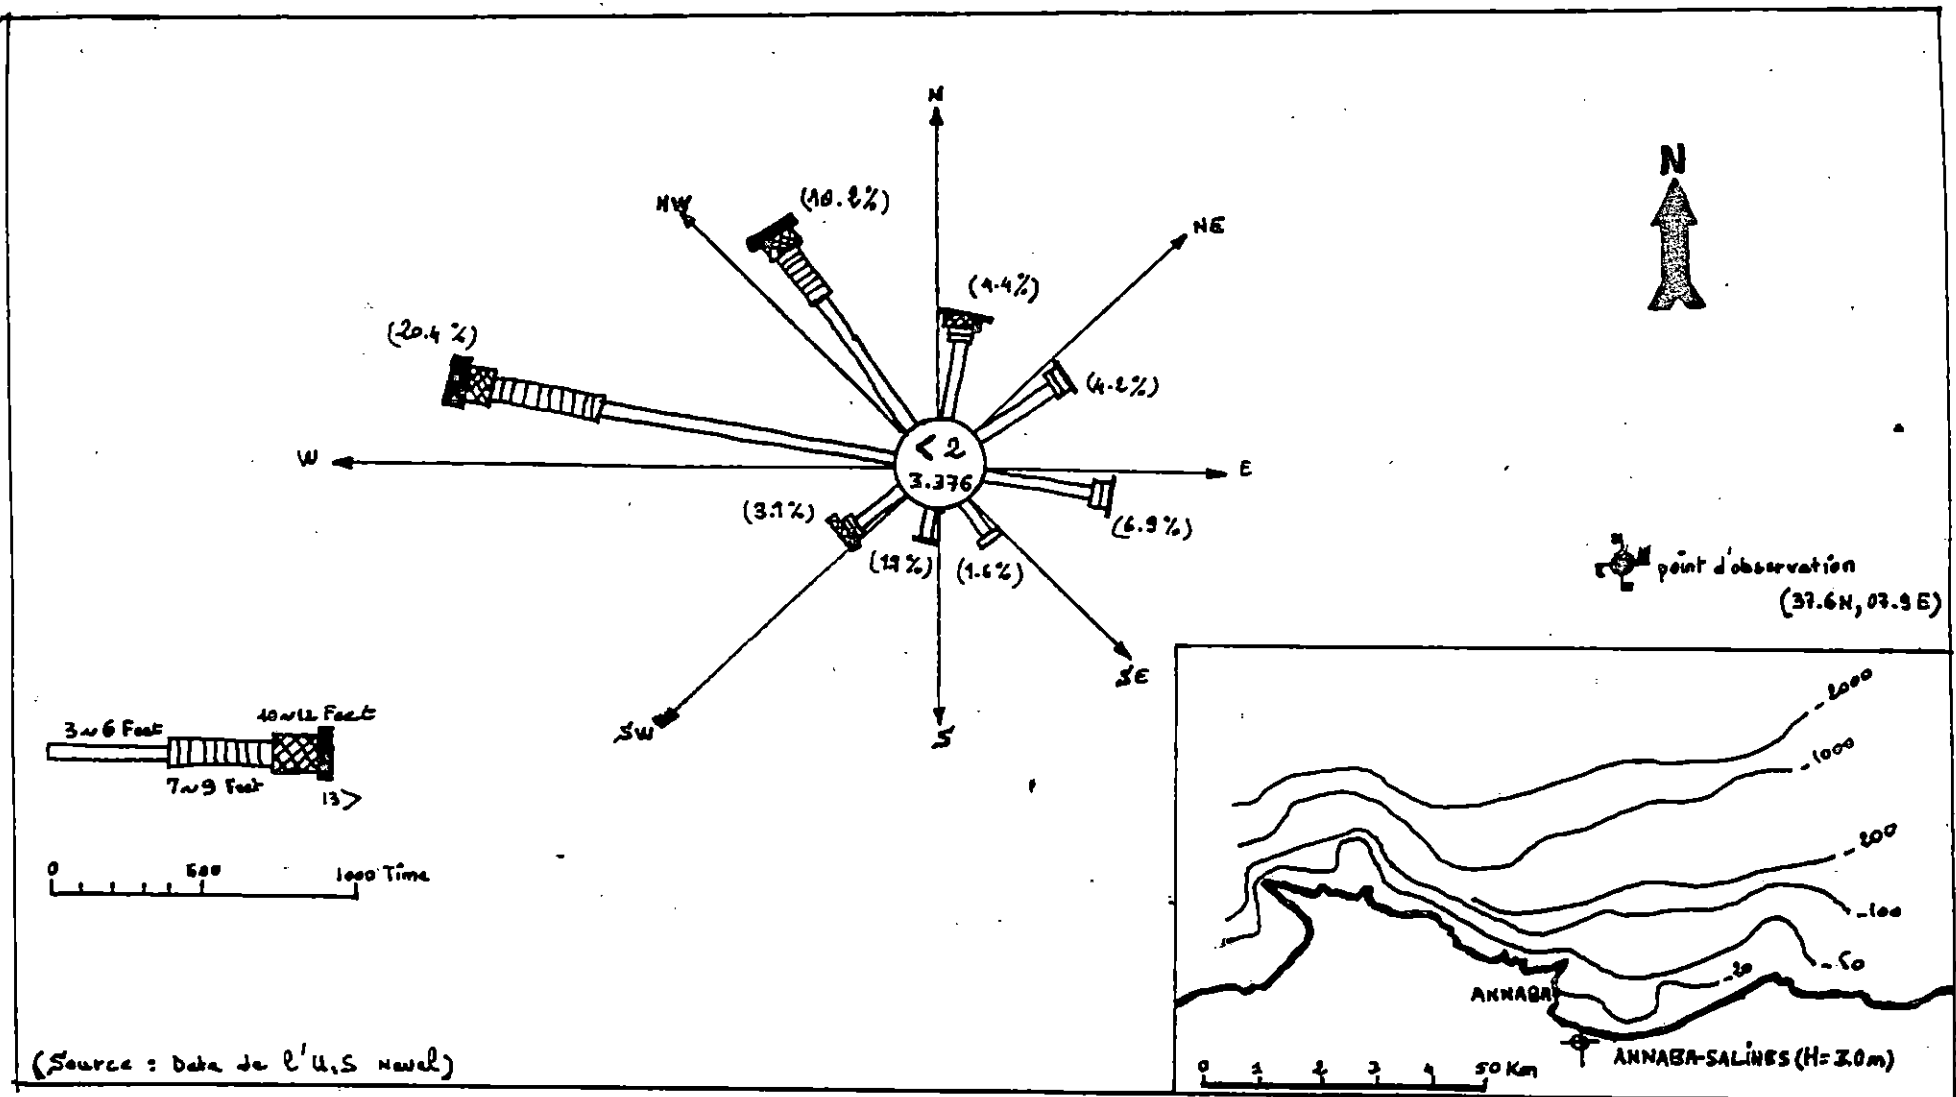 N
NW
(10.2%)
N
NE
(4.4%)
(20.4 %)
(4.2%)
< 2
W
E
3.376
(3.1%)
(6.9%)
(1.9%)
(1.6%)
point d'observation
(37.6N, 07.9E)
SE
SW
S
3~6 Feet
10~12 Feet
7~9 Feet
13>
0 500 1000 Time
-2000
-1000
-200
-100
-50
-20
ANNABA
ANNABA-SALINES (H=3.0m)
0 1 2 3 4 50 Km
(Source : Data de l'U.S Naval)